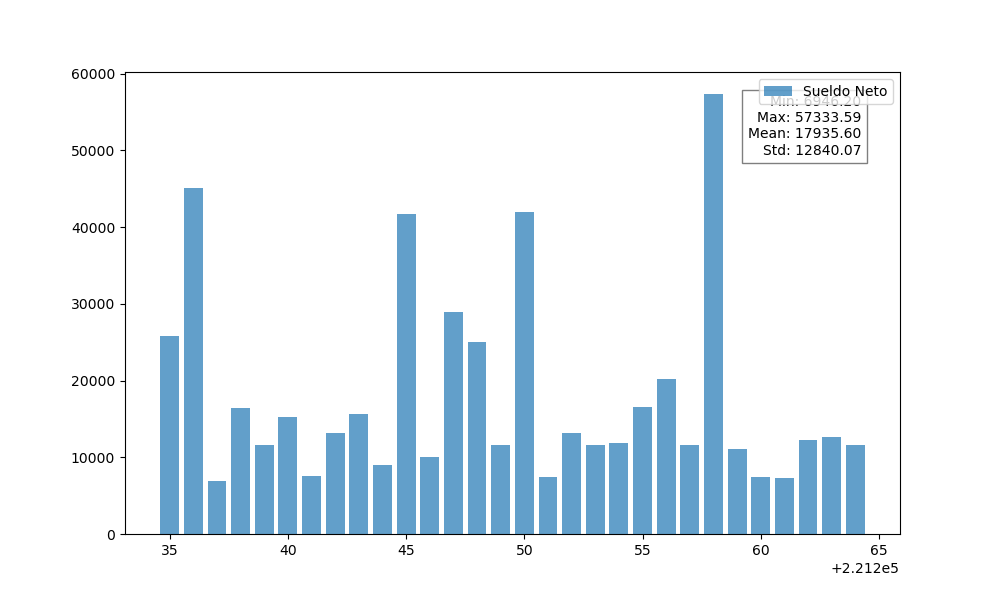 60000
50000
40000
30000
20000
10000
0
Sueldo Neto
Min: 6946.20
Max: 57333.59
Mean: 17935.60
Std: 12840.07
35 40 45 50 55 60 65
+2.212e5